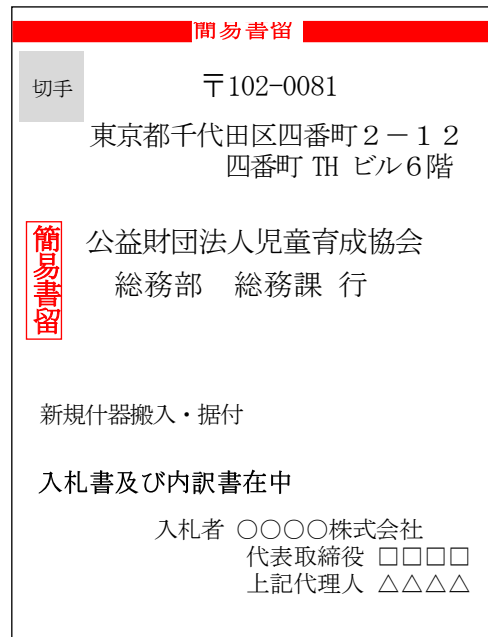 簡易書留
切手
〒102-0081
東京都千代田区四番町２－１２
四番町 TH ビル６階
簡易書留
公益財団法人児童育成協会
総務部　総務課 行
新規什器搬入・据付
入札書及び内訳書在中
入札者 ○○○○株式会社
代表取締役 □□□□
上記代理人 △△△△